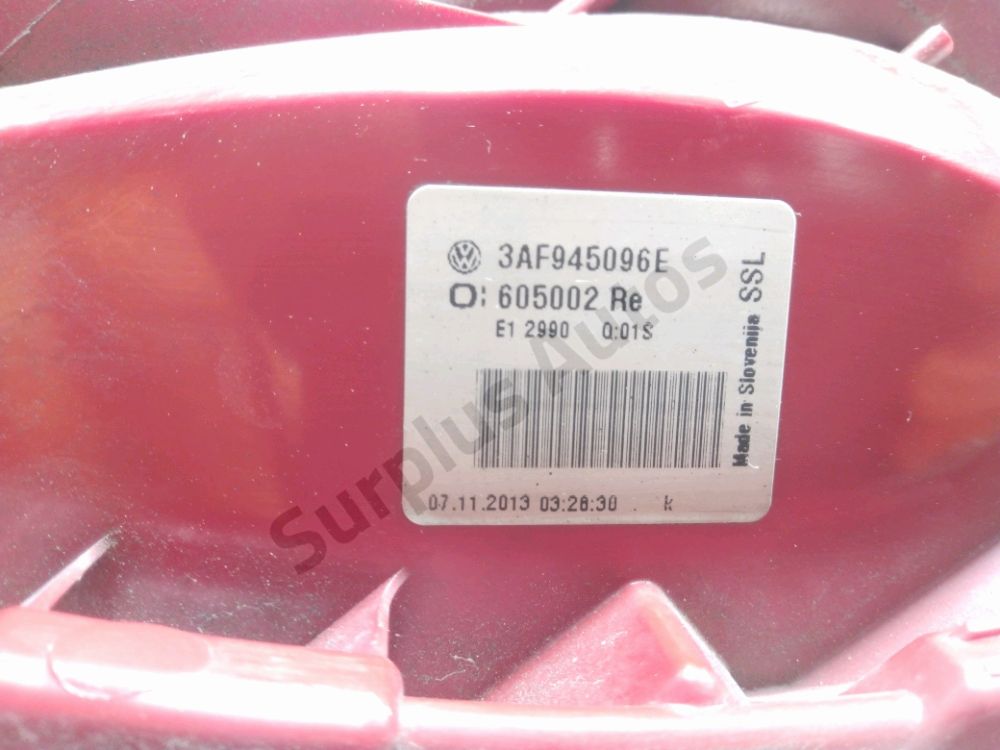 3AF945096E
O: 605002 Re
E1 2990 Q:01S
Made in Slovenija SSL
07.11.2013 03:28:30 k
Surplus Autos